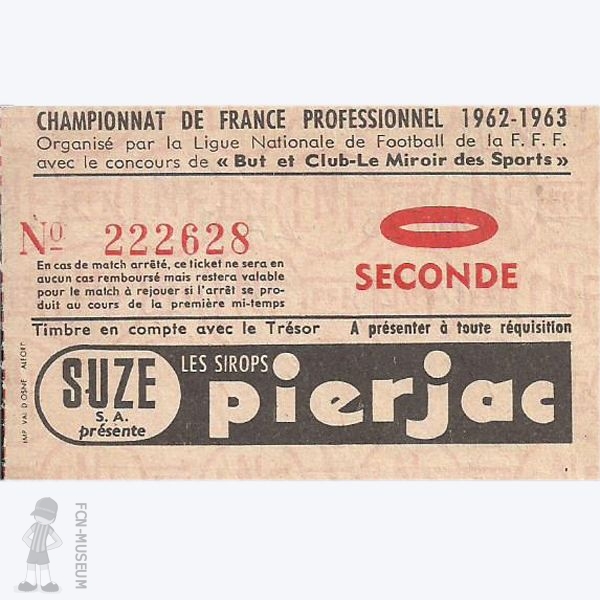 CHAMPIONNAT DE FRANCE PROFESSIONNEL 1962-1963
Organisé par la Ligue Nationale de Football de la F. F. F.
avec le concours de « But et Club-Le Miroir des Sports »
Nº 222628
En cas de match arrêté, ce ticket ne sera en
aucun cas remboursé mais restera valable
pour le match à rejouer si l'arrêt se pro-
duit au cours de la première mi-temps
SECONDE
Timbre en compte avec le Trésor A présenter à toute réquisition
IMP. VAL D'OSNE ALFORT
SUZE
S. A.
présente
LES SIROPS
pierjac
FCN-MUSEUM